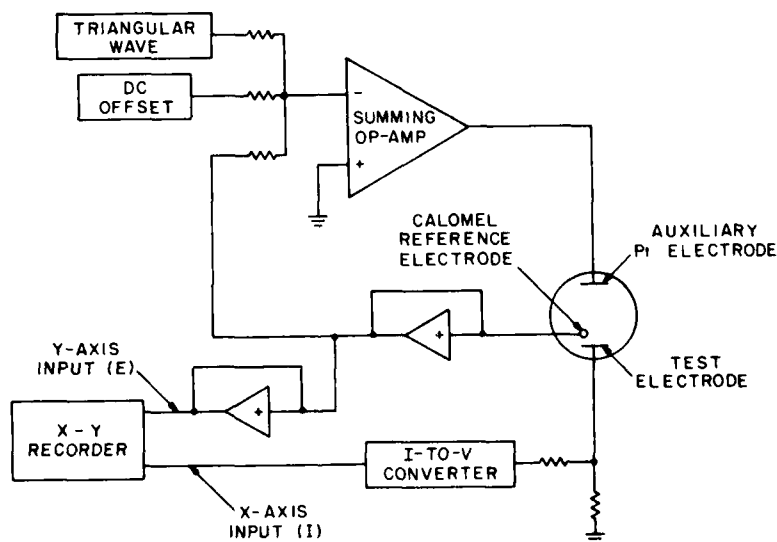 TRIANGULAR
WAVE
DC
OFFSET
-
SUMMING
OP-AMP
+
CALOMEL
REFERENCE
ELECTRODE
AUXILIARY
Pt ELECTRODE
+
Y-AXIS
INPUT (E)
+
TEST
ELECTRODE
X-Y
RECORDER
I-TO-V
CONVERTER
X-AXIS
INPUT (I)